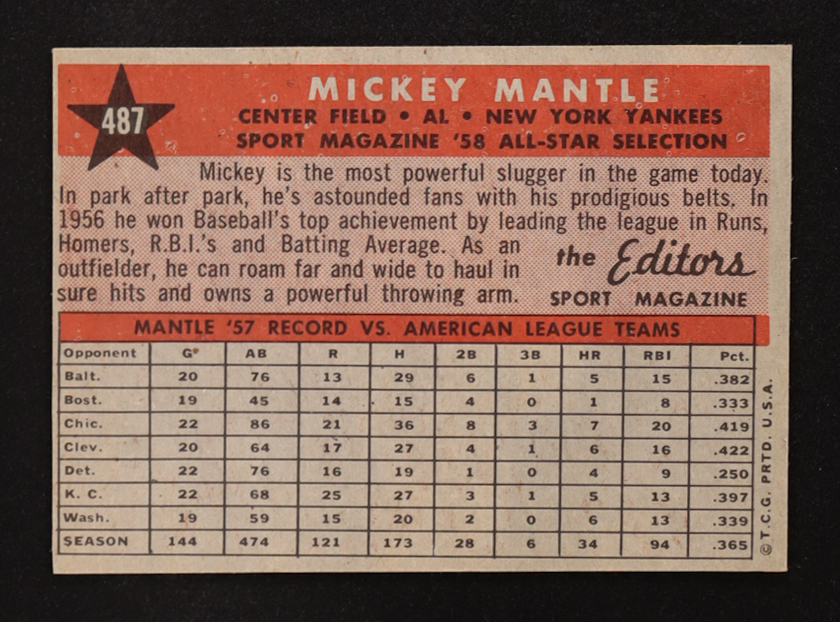 487
MICKEY MANTLE
CENTER FIELD • AL • NEW YORK YANKEES
SPORT MAGAZINE '58 ALL-STAR SELECTION
Mickey is the most powerful slugger in the game today.
In park after park, he's astounded fans with his prodigious belts. In
1956 he won Baseball's top achievement by leading the league in Runs,
Homers, R.B.I.'s and Batting Average. As an
outfielder, he can roam far and wide to haul in
sure hits and owns a powerful throwing arm.
the Editors
SPORT MAGAZINE
MANTLE '57 RECORD VS. AMERICAN LEAGUE TEAMS
Opponent G* AB R H 2B 3B HR RBI Pct.
Balt. 20 76 13 29 6 1 5 15 .382
Bost. 19 45 14 15 4 0 1 8 .333
Chic. 22 86 21 36 8 3 7 20 .419
Clev. 20 64 17 27 4 1 6 16 .422
Det. 22 76 16 19 1 0 4 9 .250
K. C. 22 68 25 27 3 1 5 13 .397
Wash. 19 59 15 20 2 0 6 13 .339
SEASON 144 474 121 173 28 6 34 94 .365
© T.C.G. PRTD. U.S.A.